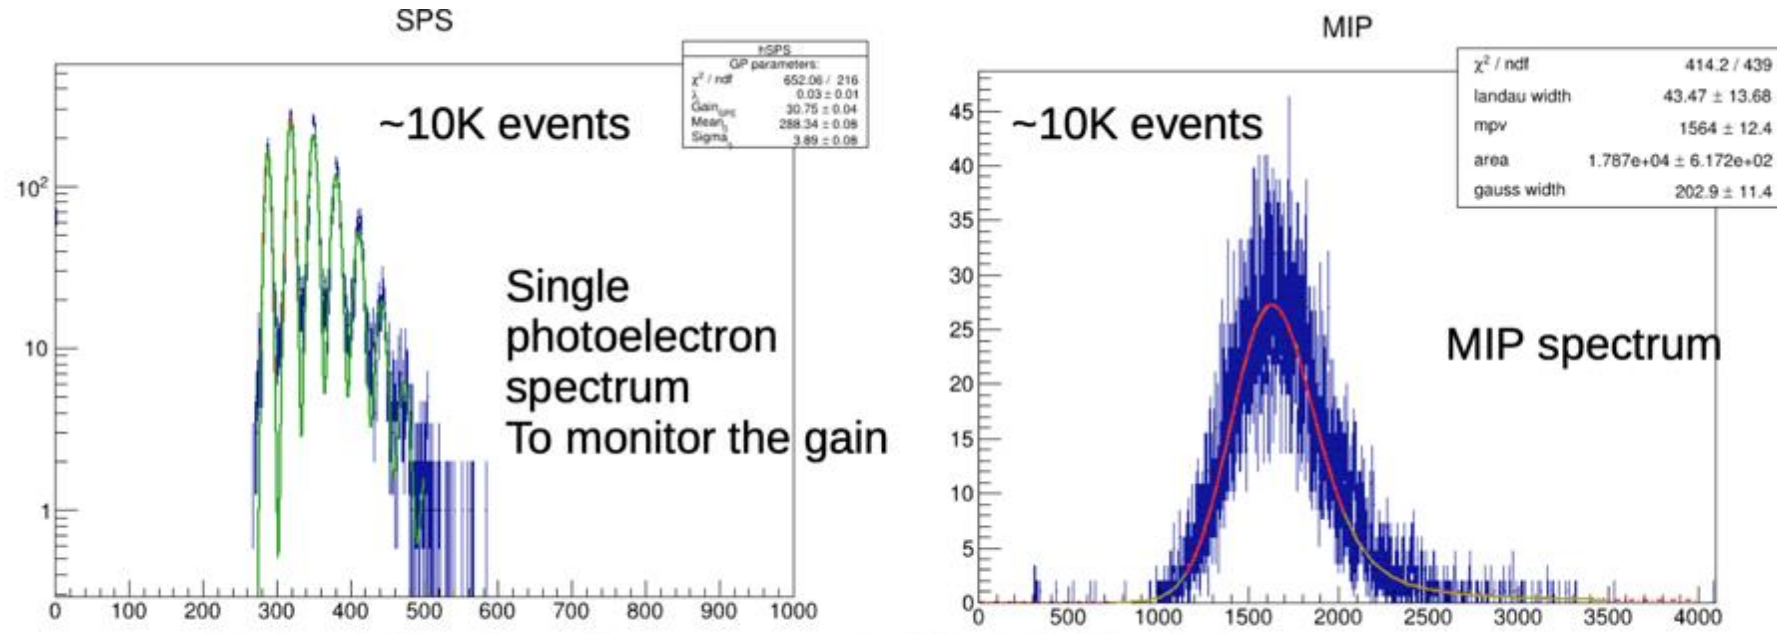 SPS
hSPS
GP parameters:
χ² / ndf 652.06 / 216
λ 0.03 ± 0.01
Gain_SPS 30.75 ± 0.04
Mean_0 288.34 ± 0.08
Sigma 3.89 ± 0.08
~10K events
10²
10
1
Single
photoelectron
spectrum
To monitor the gain
0 100 200 300 400 500 600 700 800 900 1000
MIP
χ² / ndf 414.2 / 439
landau width 43.47 ± 13.68
mpv 1564 ± 12.4
area 1.787e+04 ± 6.172e+02
gauss width 202.9 ± 11.4
~10K events
45
40
35
30
25
20
15
10
5
0
MIP spectrum
0 500 1000 1500 2000 2500 3000 3500 4000